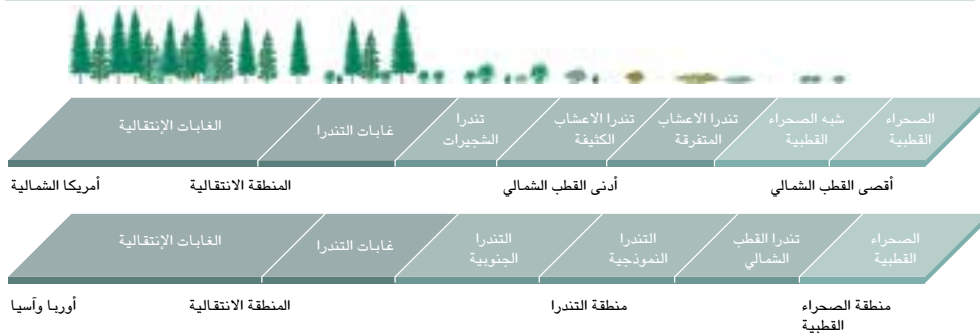 الصحراء القطبية
شبه الصحراء القطبية
تندرا الاعشاب المتفرقة
تندرا الاعشاب الكثيفة
تندرا الشجيرات
غابات التندرا
الغابات الإنتقالية
أقصى القطب الشمالي
أدنى القطب الشمالي
المنطقة الانتقالية
أمريكا الشمالية
الصحراء القطبية
تندرا القطب الشمالي
التندرا النموذجية
التندرا الجنوبية
غابات التندرا
الغابات الإنتقالية
منطقة الصحراء القطبية
منطقة التندرا
المنطقة الانتقالية
أوربا وآسيا